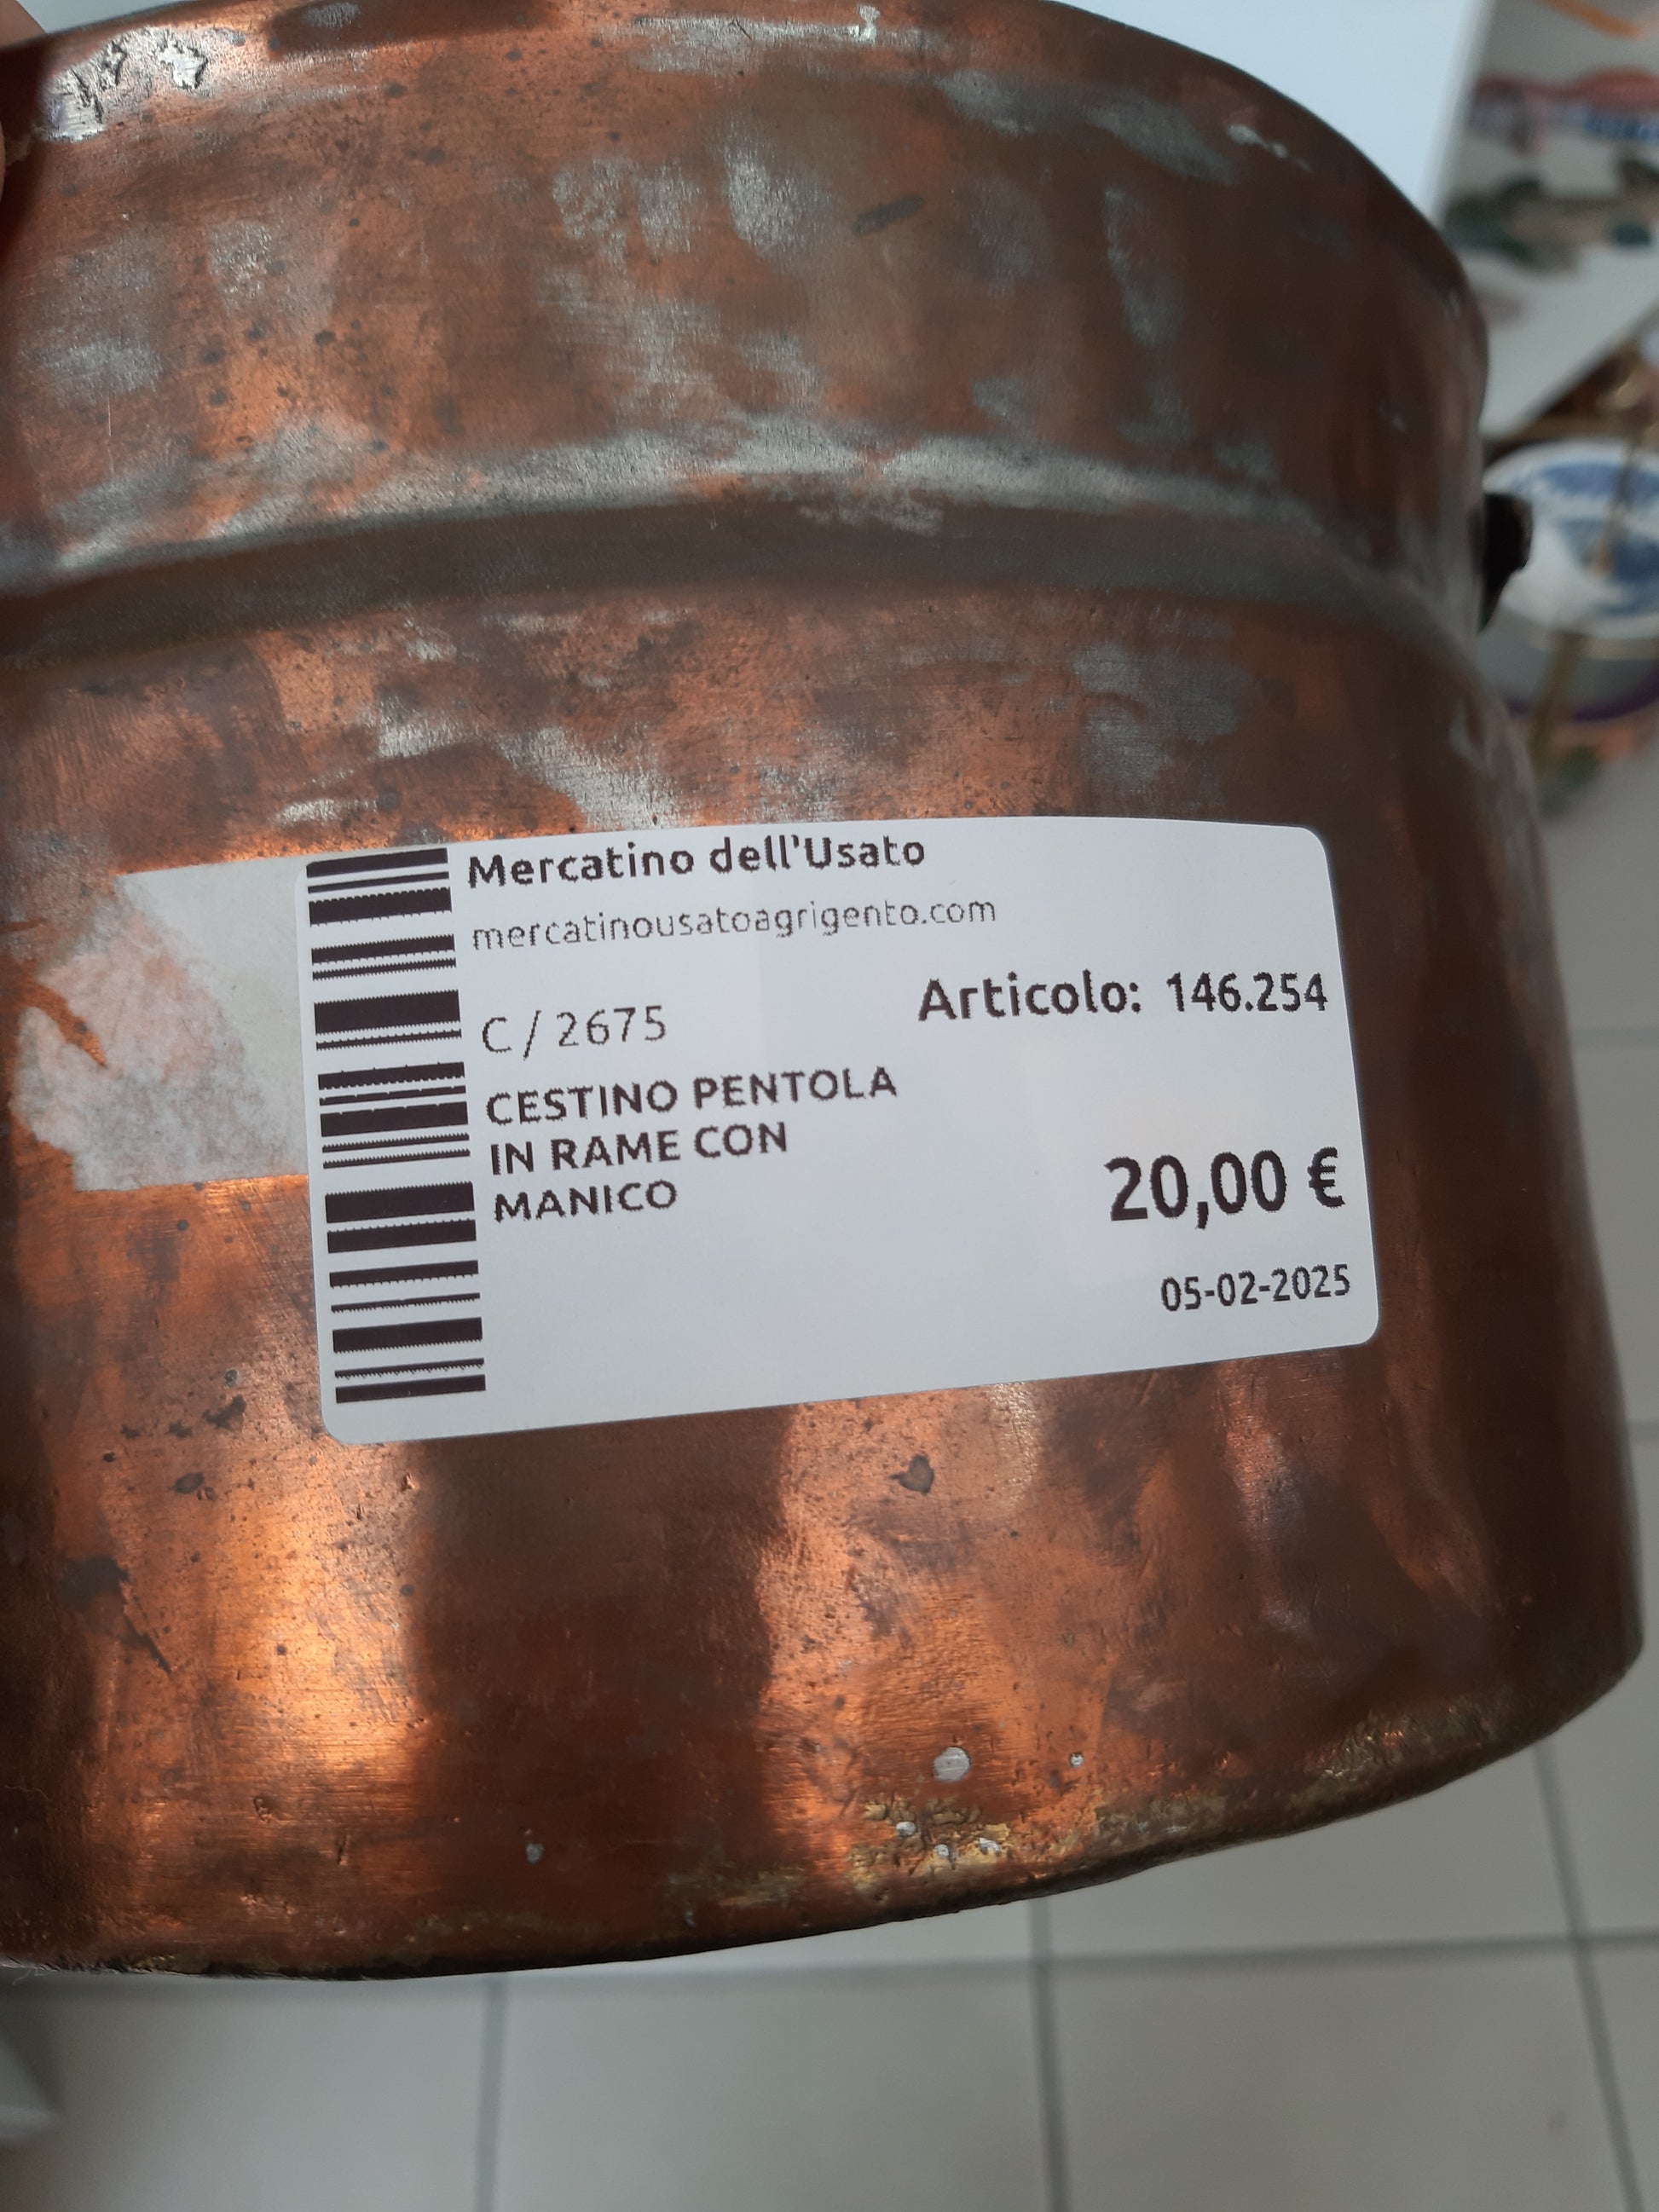 Mercatino dell'Usato
mercatinousatoagrigento.com
Articolo: 146.254
C / 2675
CESTINO PENTOLA
IN RAME CON
MANICO
20,00 €
05-02-2025